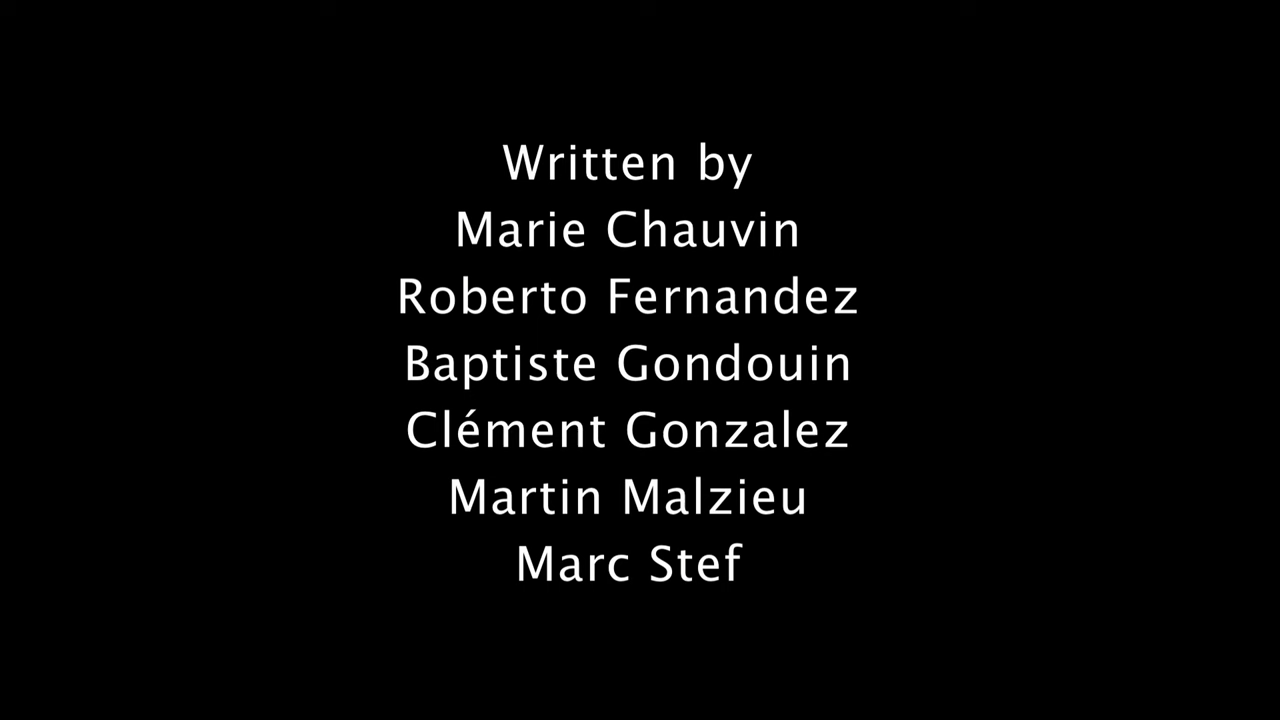 Written by
Marie Chauvin
Roberto Fernandez
Baptiste Gondouin
Clément Gonzalez
Martin Malzieu
Marc Stef